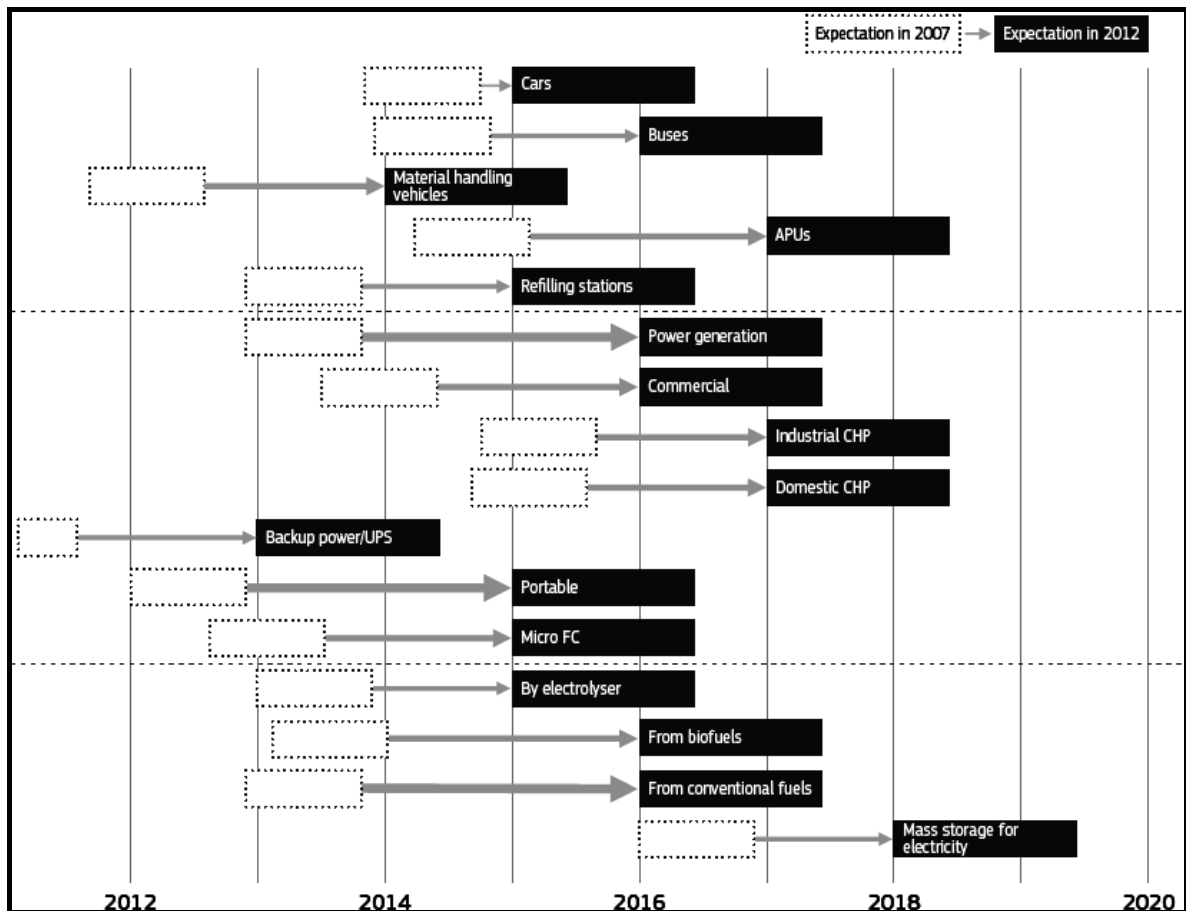 Expectation in 2007
Expectation in 2012
Cars
Buses
Material handling
vehicles
APUs
Refilling stations
Power generation
Commercial
Industrial CHP
Domestic CHP
Backup power/UPS
Portable
Micro FC
By electrolyser
From biofuels
From conventional fuels
Mass storage for
electricity
2012 2014 2016 2018 2020